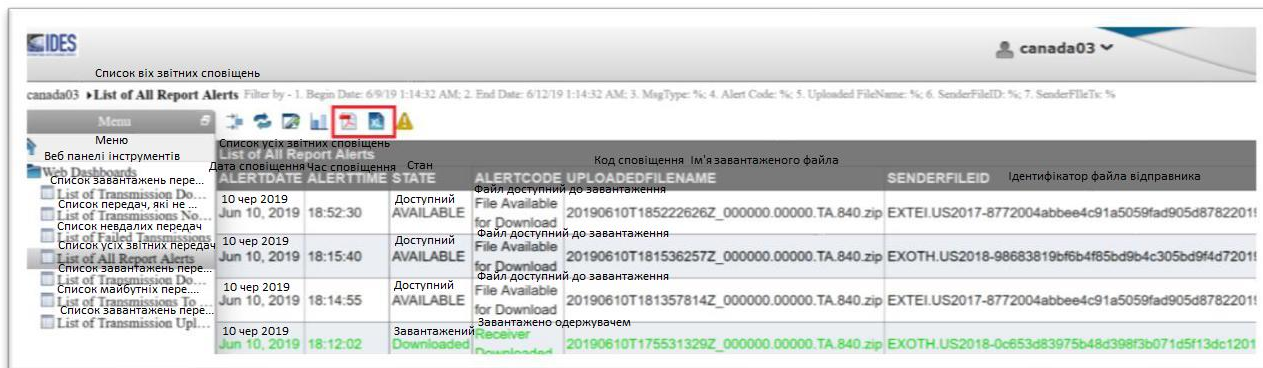 IDES
canada03
Список віх звітних сповіщень
canada03 ▸List of All Report Alerts Filter by - 1. Begin Date: 6/9/19 1:14:32 AM; 2. End Date: 6/12/19 1:14:32 AM; 3. MsgType: %; 4. Alert Code: %; 5. Uploaded FileName: %; 6. SenderFileID: %; 7. SenderFIleTs: %
Menu
Меню
Веб панелі інструментів
Web Dashboards
Список завантажень пере...
List of Transmission Do...
Список передач, які не ...
List of Transmissions No...
Список невдалих передач
List of Failed Tansmissions
Список усіх звітних передач
List of All Report Alerts
Список завантажень пере...
List of Transmission Do...
Список майбутніх пере....
List of Transmissions To ...
Список завантажень пере...
List of Transmission Upl...
Список усіх звітних сповіщень
List of All Report Alerts
Дата сповіщення Час сповіщення Стан Код сповіщення Ім'я завантаженого файла
ALERTDATE ALERTTIME STATE ALERTCODE UPLOADEDFILENAME SENDERFILEID Ідентифікатор файла відправника
Файл доступний до завантаження
10 чер 2019 Доступний
Jun 10, 2019 18:52:30 AVAILABLE File Available for Download 20190610T185222626Z_000000.00000.TA.840.zip EXTEI.US2017-8772004abbee4c91a5059fad905d87822019
Файл доступний до завантаження
10 чер 2019 Доступний
Jun 10, 2019 18:15:40 AVAILABLE File Available for Download 20190610T181536257Z_000000.00000.TA.840.zip EXOTH.US2018-98683819bf6b4f85bd9b4c305bd9f4d72019
Файл доступний до завантаження
10 чер 2019 Доступний
Jun 10, 2019 18:14:55 AVAILABLE File Available for Download 20190610T181357814Z_000000.00000.TA.840.zip EXTEI.US2017-8772004abbee4c91a5059fad905d87822019
Завантажено одержувачем
10 чер 2019 Завантажений
Jun 10, 2019 18:12:02 Downloaded Receiver Downloaded 20190610T175531329Z_000000.00000.TA.840.zip EXOTH.US2018-0c653d83975b48d398f3b071d5f13dc1201